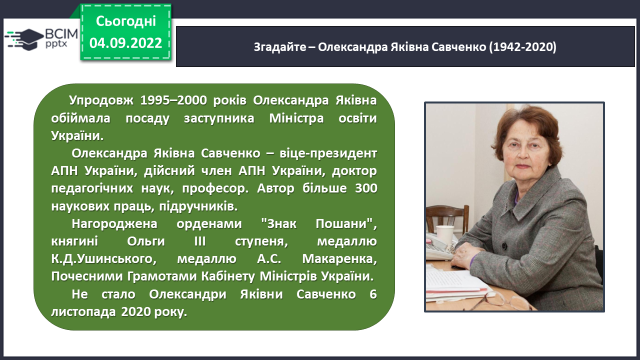 Сьогодні
04.09.2022
ВСІМ
pptx
Згадайте – Олександра Яківна Савченко (1942-2020)
Упродовж 1995–2000 років Олександра Яківна
обіймала посаду заступника Міністра освіти
України.
Олександра Яківна Савченко – віце-президент
АПН України, дійсний член АПН України, доктор
педагогічних наук, професор. Автор більше 300
наукових праць, підручників.
Нагороджена орденами "Знак Пошани",
княгині Ольги III ступеня, медаллю
К.Д.Ушинського, медаллю А.С. Макаренка,
Почесними Грамотами Кабінету Міністрів України.
Не стало Олександри Яківни Савченко 6
листопада 2020 року.